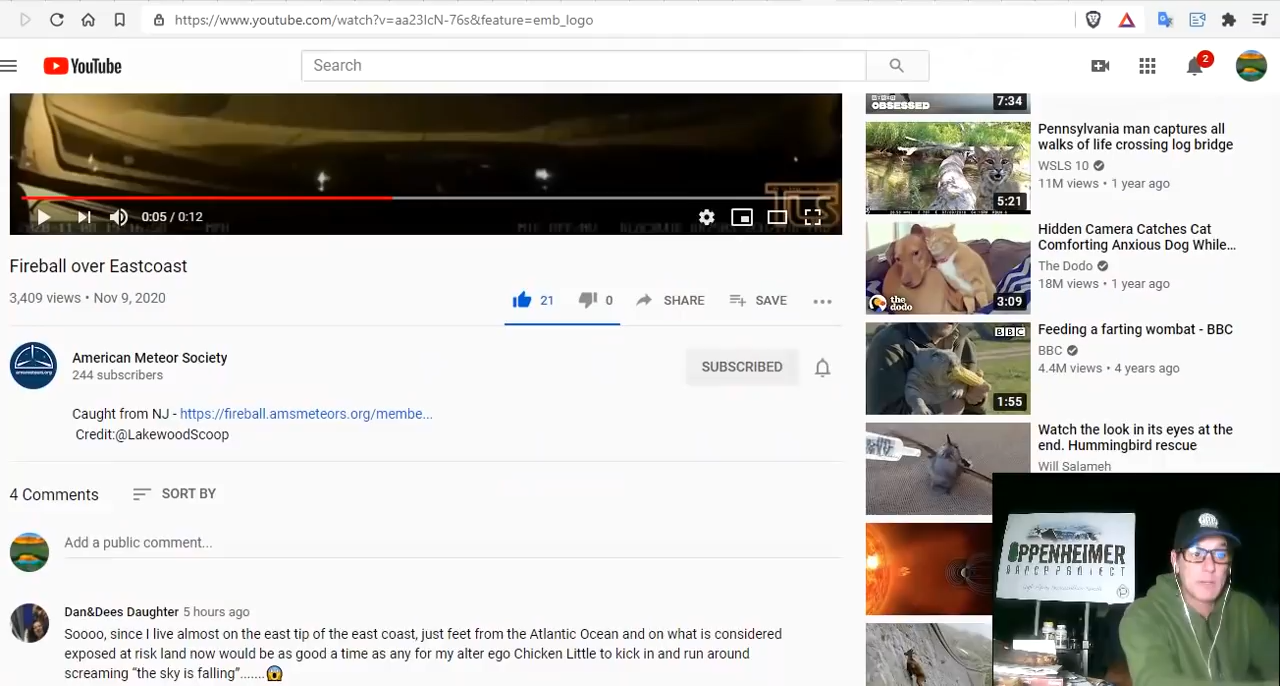 https://www.youtube.com/watch?v=aa23IcN-76s&feature=emb_logo
YouTube
Search
2
0:05 / 0:12
Fireball over Eastcoast
3,409 views • Nov 9, 2020
21
0
SHARE
SAVE
American Meteor Society
244 subscribers
SUBSCRIBED
Caught from NJ - https://fireball.amsmeteors.org/membe...
Credit:@LakewoodScoop
4 Comments
SORT BY
Add a public comment...
Dan&Dees Daughter 5 hours ago
Soooo, since I live almost on the east tip of the east coast, just feet from the Atlantic Ocean and on what is considered
exposed at risk land now would be as good a time as any for my alter ego Chicken Little to kick in and run around
screaming “the sky is falling”.......😱
OBSESSED
7:34
Pennsylvania man captures all
walks of life crossing log bridge
WSLS 10
11M views • 1 year ago
5:21
Hidden Camera Catches Cat
Comforting Anxious Dog While...
The Dodo
18M views • 1 year ago
the
dodo
3:09
Feeding a farting wombat - BBC
BBC
4.4M views • 4 years ago
BBC
1:55
Watch the look in its eyes at the
end. Hummingbird rescue
Will Salameh
OPPENHEIMER
RANCH PROJECT